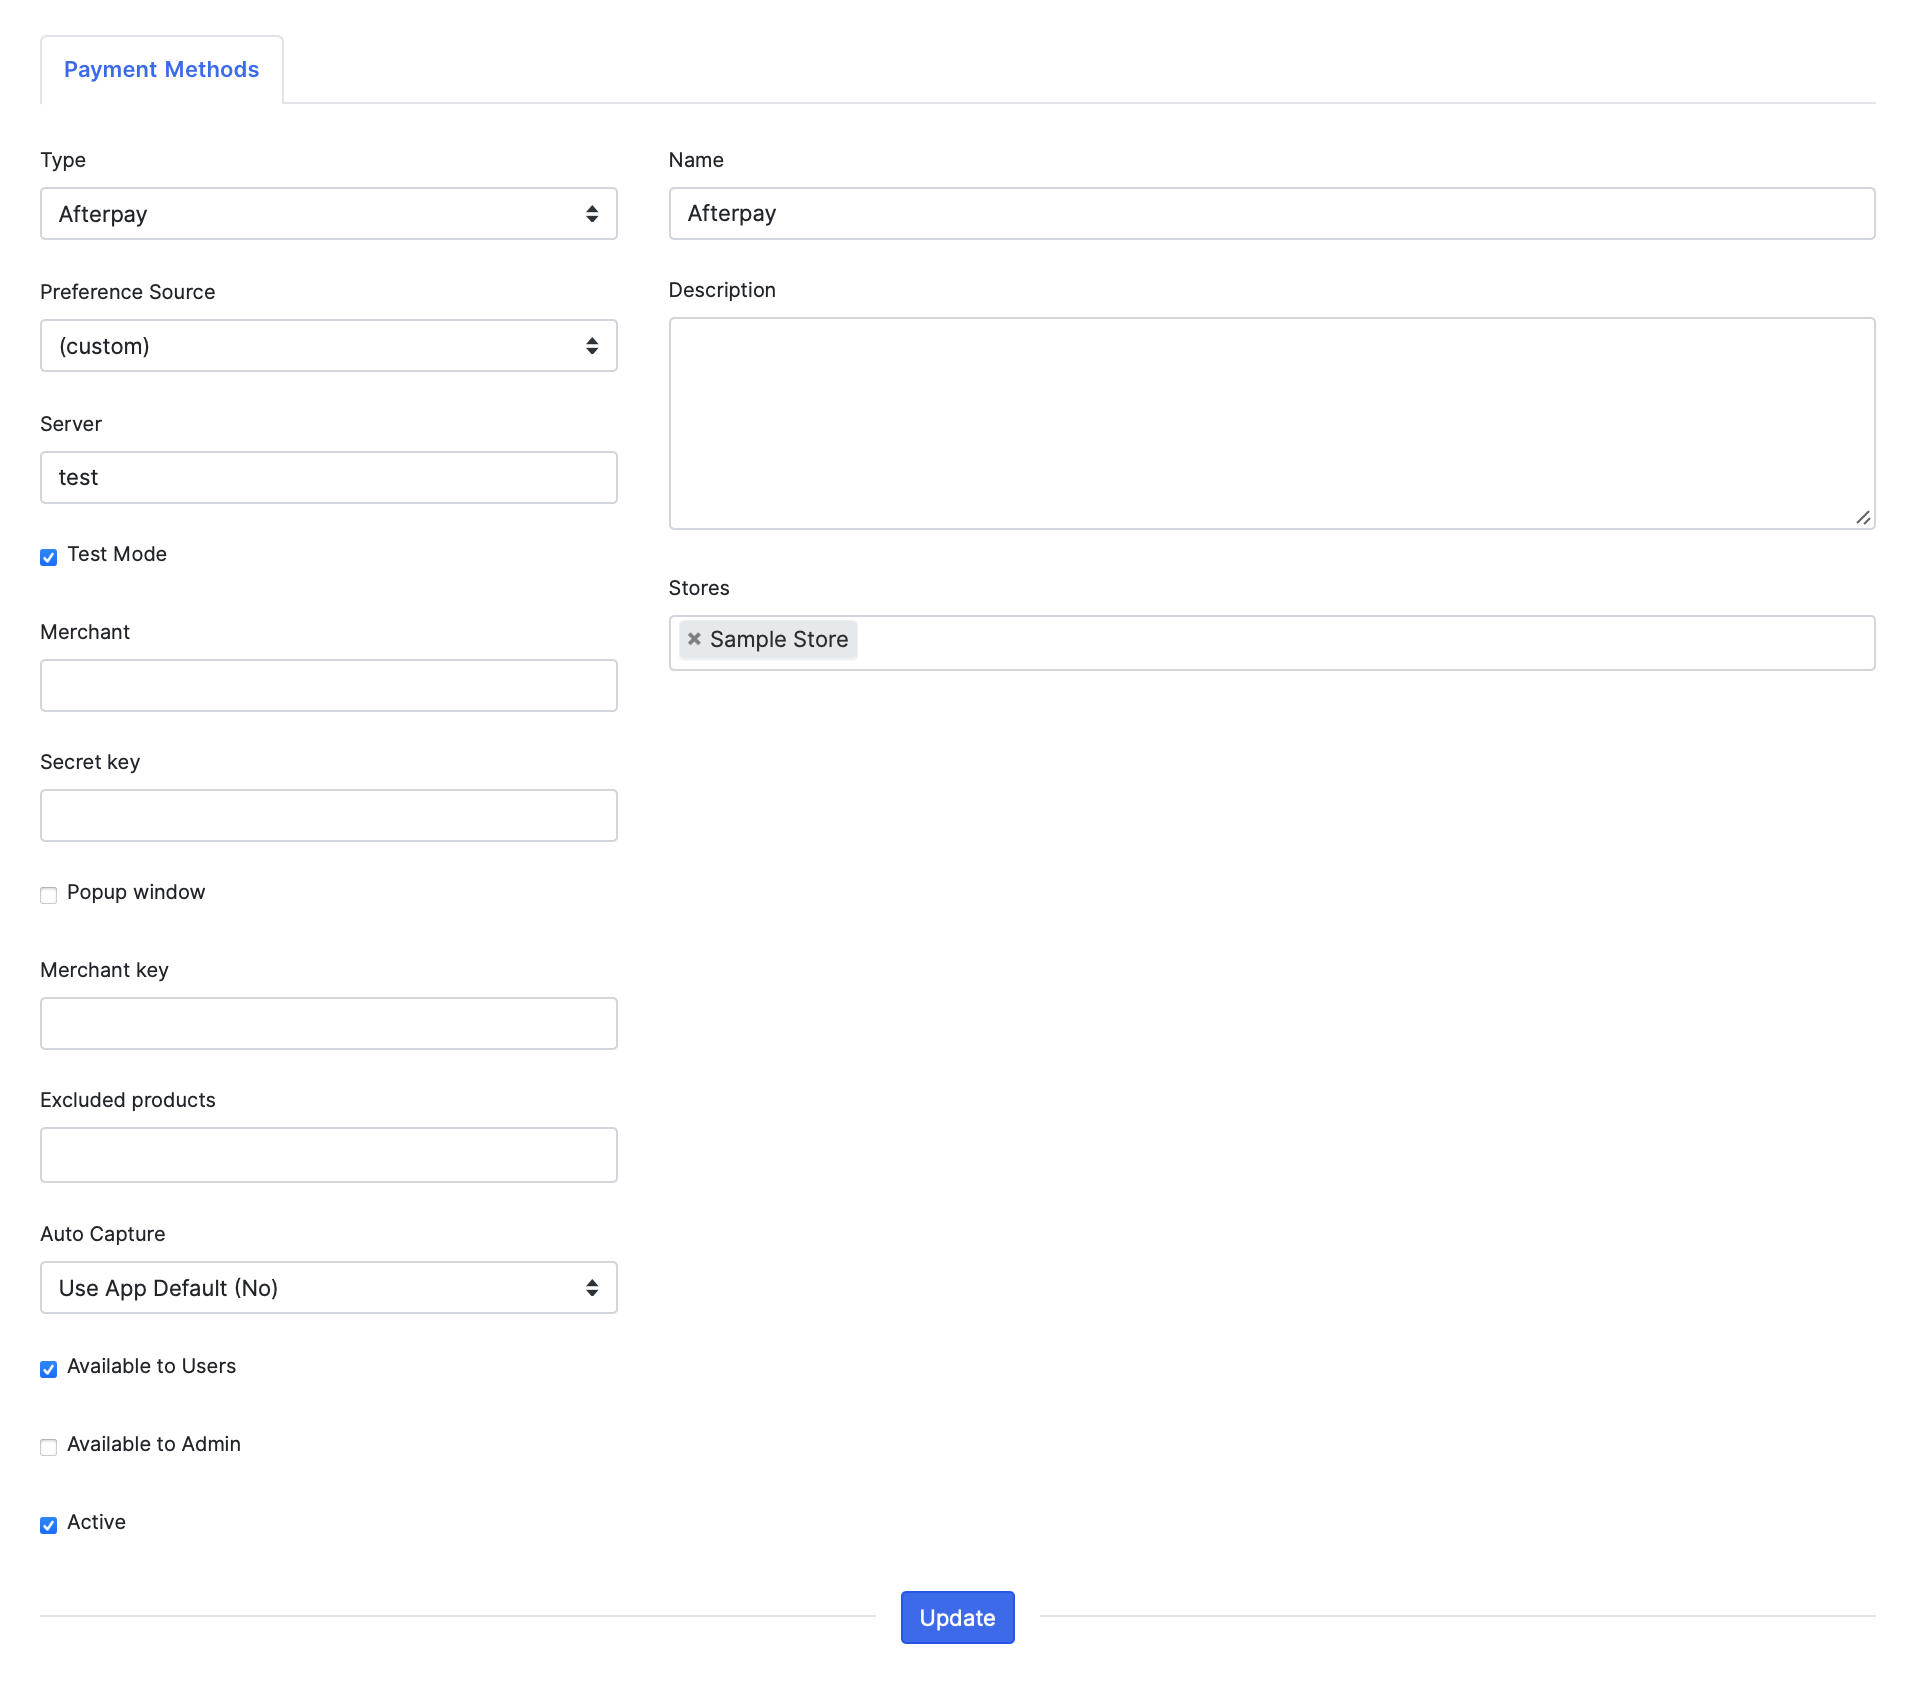 Payment Methods
Type
Afterpay
Preference Source
(custom)
Server
test
Test Mode
Merchant
Secret key
Popup window
Merchant key
Excluded products
Auto Capture
Use App Default (No)
Available to Users
Available to Admin
Active
Name
Afterpay
Description
Stores
Sample Store
Update